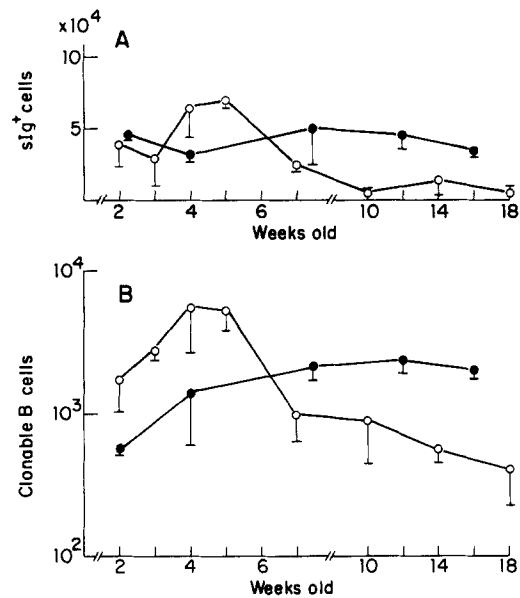 x10⁴
A
10
5
sIg⁺ cells
2 4 6 10 14 18
Weeks old
B
10⁴
10³
10²
Clonable B cells
2 4 6 10 14 18
Weeks old